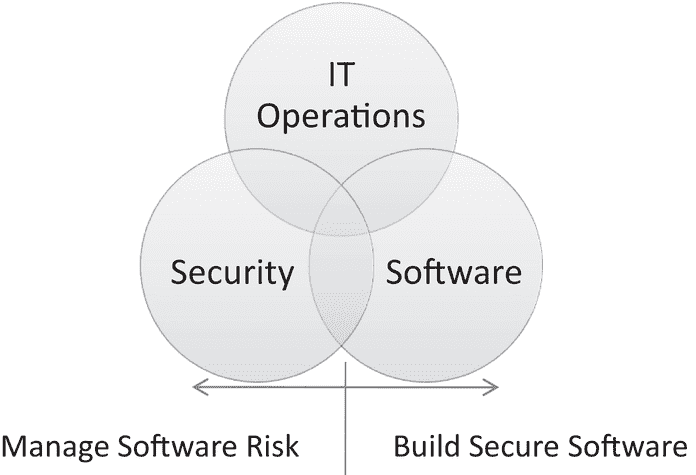 IT
Operations
Security
Software
Manage Software Risk
Build Secure Software